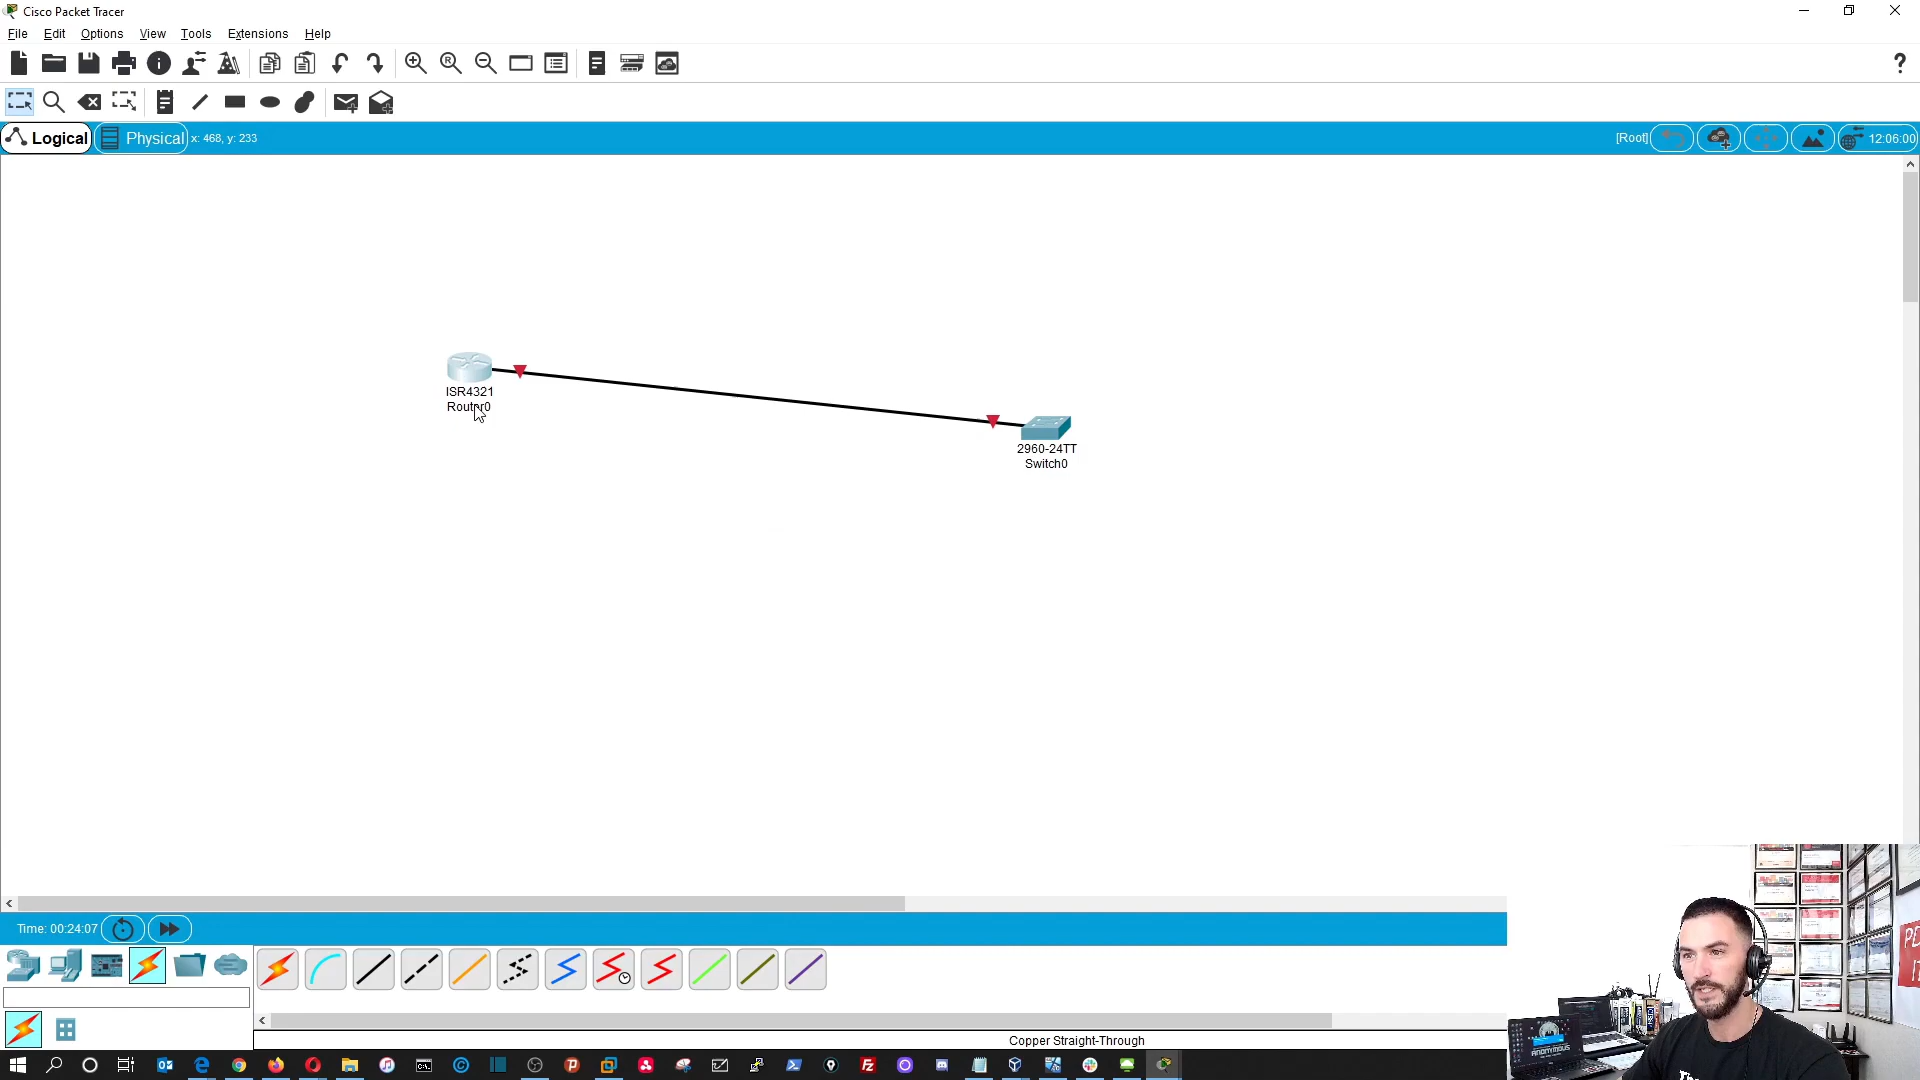 Cisco Packet Tracer
File Edit Options View Tools Extensions Help
R
?
Logical Physical x: 468, y: 233 [Root] 12:06:00
ISR4321
Router0
2960-24TT
Switch0
Time: 00:24:07
Copper Straight-Through
ANONYMOUS